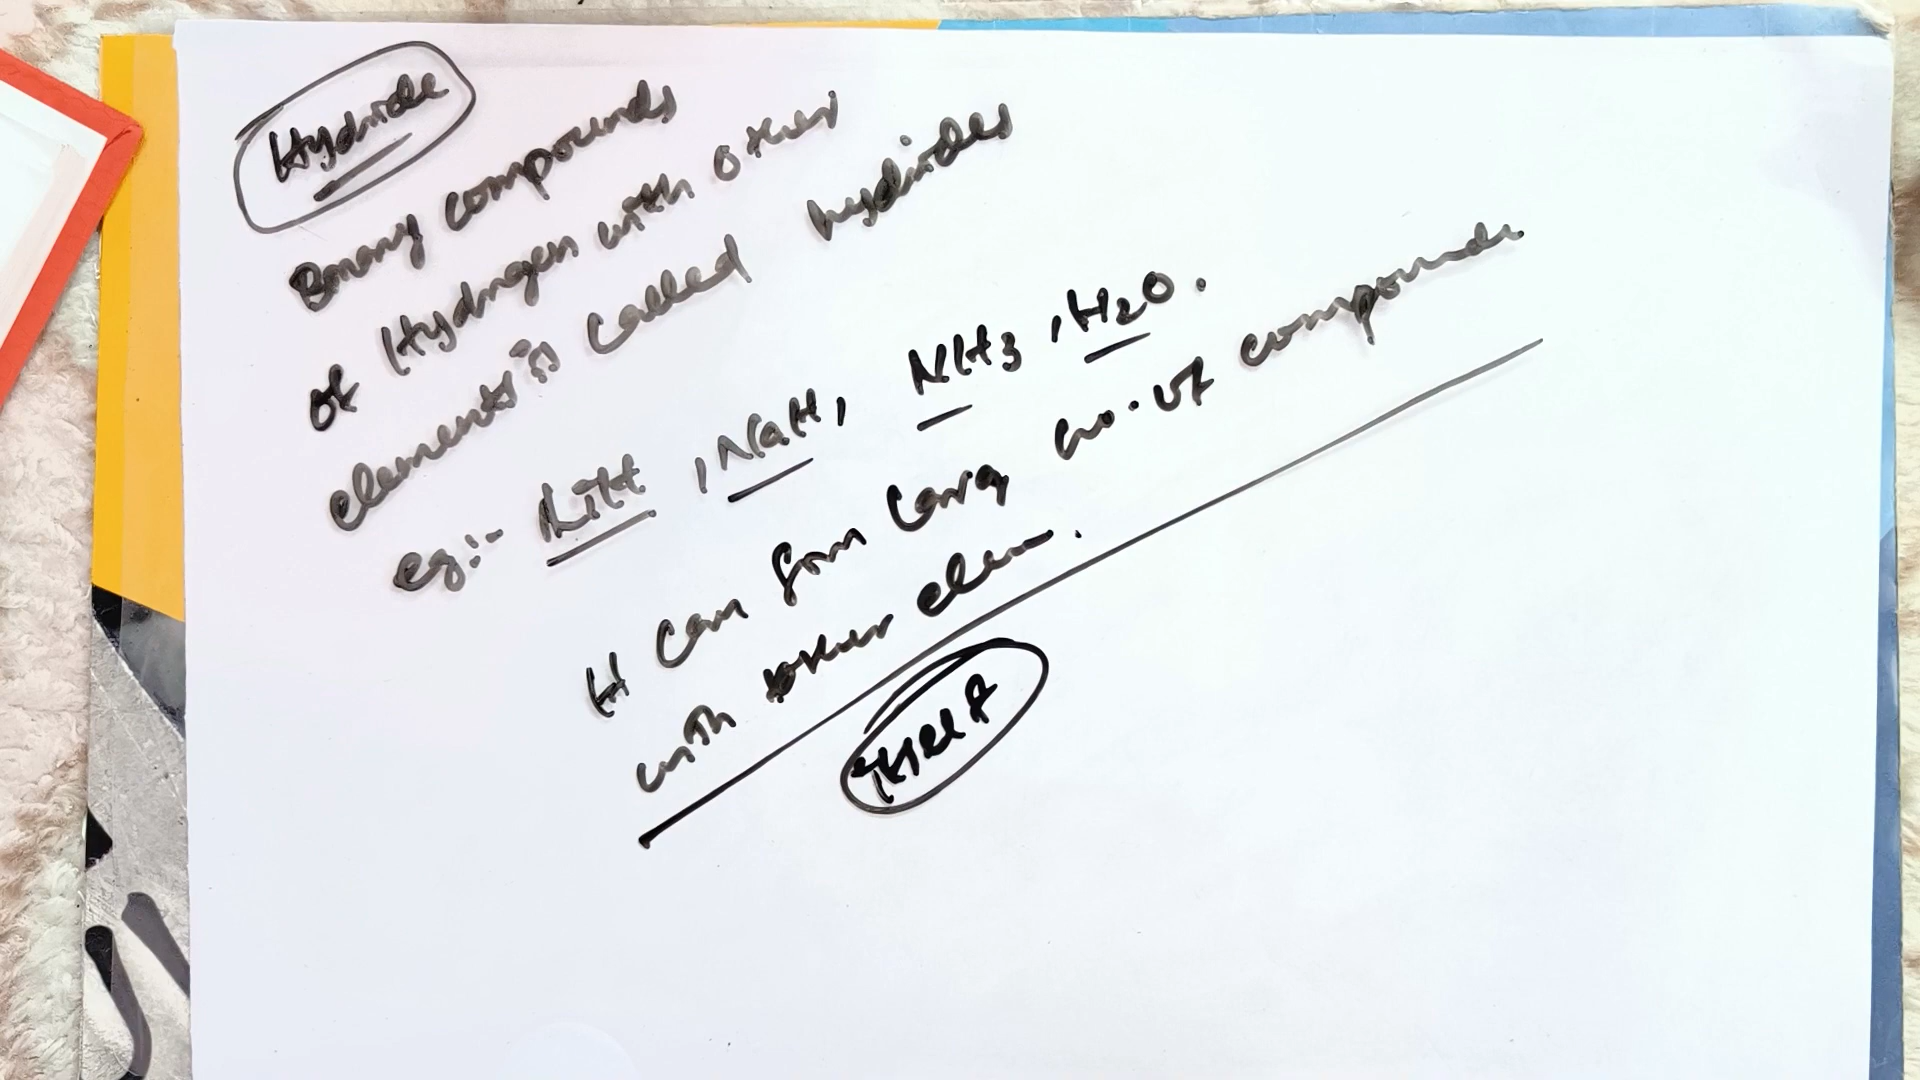 Hydride
Binary compounds
of Hydrogen with other
elements is called hydrides
eg:- LiH, NaH, NH3, H2O.
H can form large no. of compounds
with other elem.